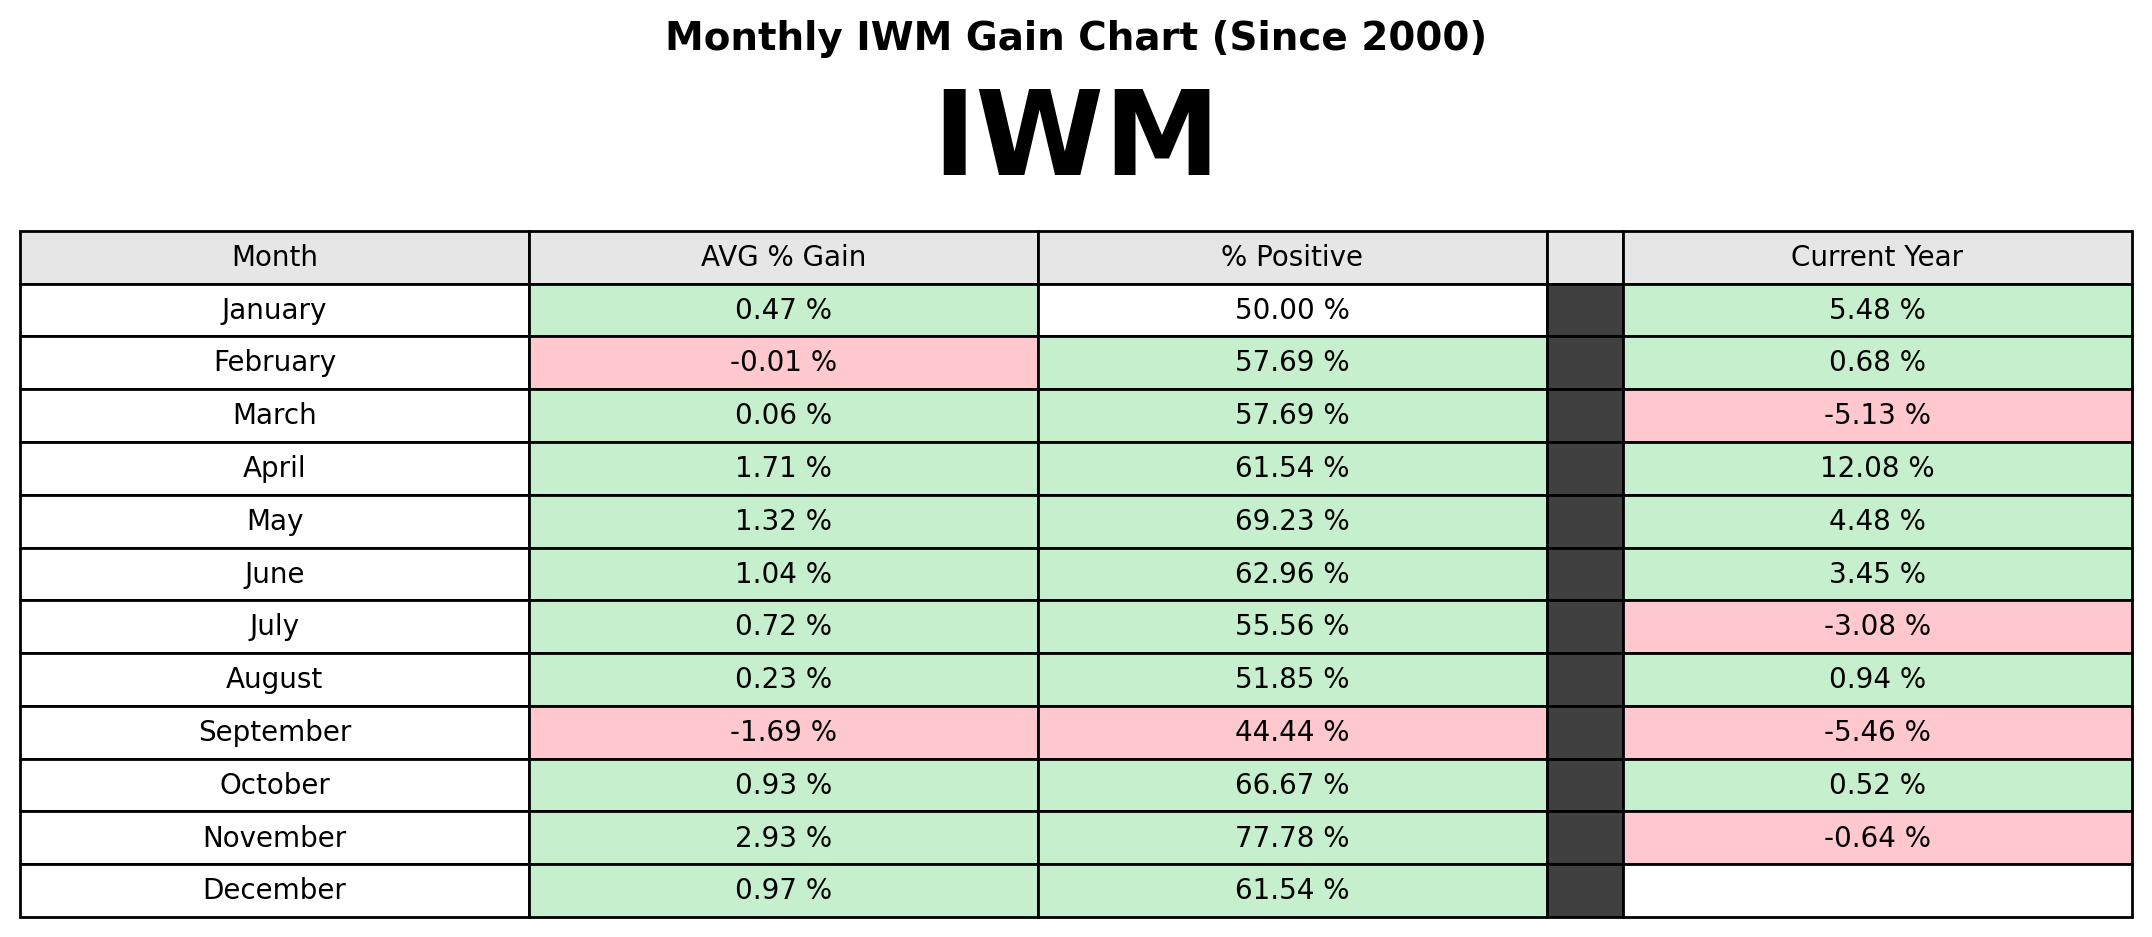 Monthly IWM Gain Chart (Since 2000)
IWM
Month AVG % Gain % Positive Current Year
January 0.47 % 50.00 % 5.48 %
February -0.01 % 57.69 % 0.68 %
March 0.06 % 57.69 % -5.13 %
April 1.71 % 61.54 % 12.08 %
May 1.32 % 69.23 % 4.48 %
June 1.04 % 62.96 % 3.45 %
July 0.72 % 55.56 % -3.08 %
August 0.23 % 51.85 % 0.94 %
September -1.69 % 44.44 % -5.46 %
October 0.93 % 66.67 % 0.52 %
November 2.93 % 77.78 % -0.64 %
December 0.97 % 61.54 %